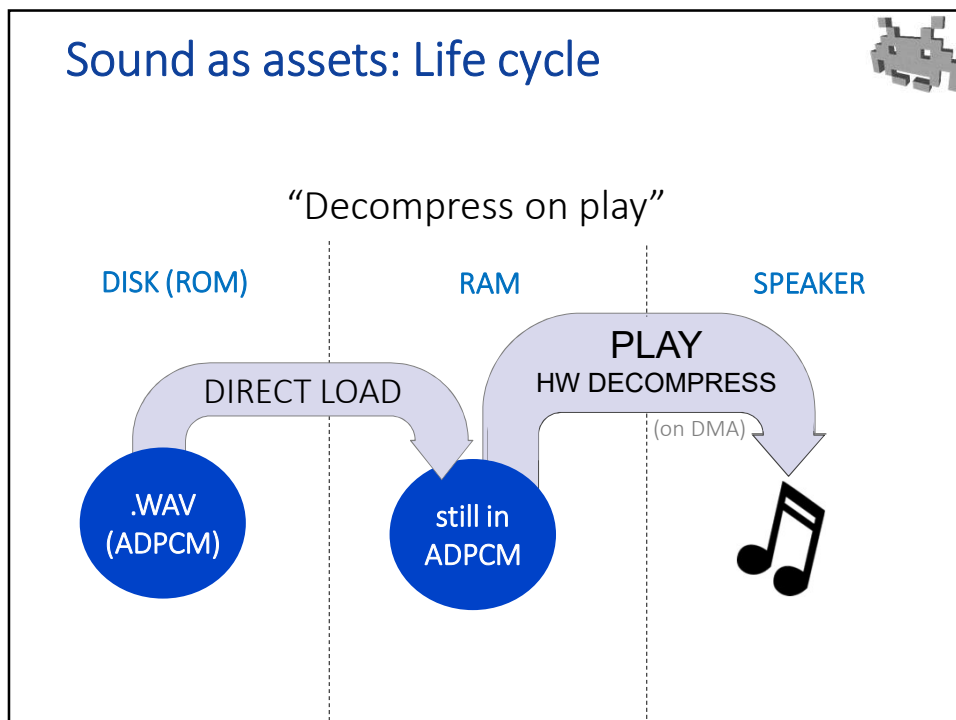 Sound as assets: Life cycle
“Decompress on play”
DISK (ROM)
RAM
SPEAKER
DIRECT LOAD
PLAY
HW DECOMPRESS
(on DMA)
.WAV
(ADPCM)
still in
ADPCM